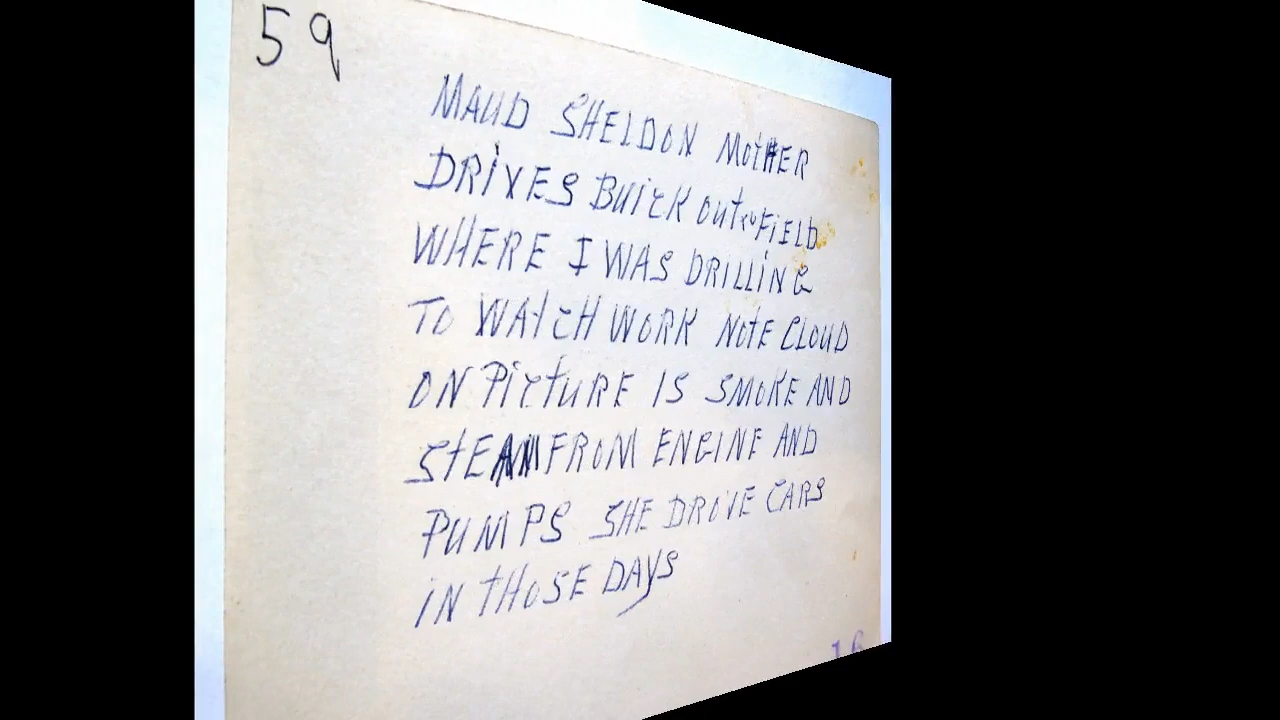 59
MAUD SHELDON MOTHER
DRIVES BUICK OUT TO FIELD
WHERE I WAS DRILLING
TO WATCH WORK NOTE CLOUD
ON PICTURE IS SMOKE AND
STEAM FROM ENGINE AND
PUMPS SHE DROVE CARS
IN THOSE DAYS
16